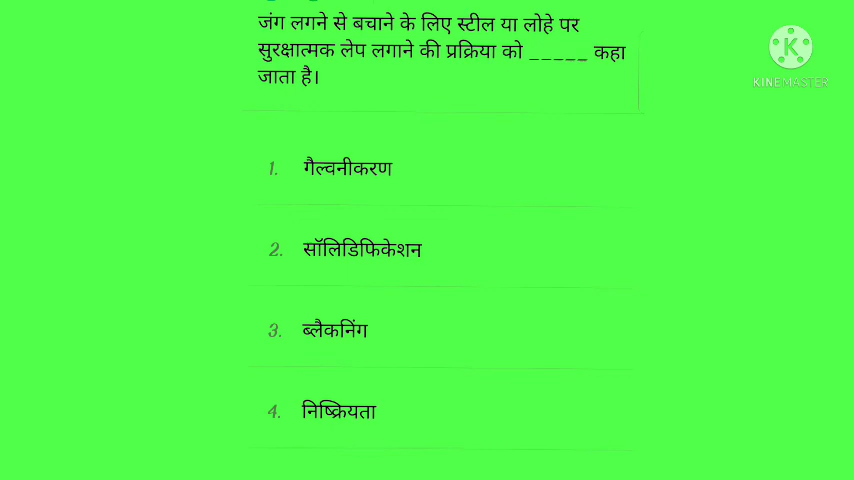 जंग लगने से बचाने के लिए स्टील या लोहे पर
सुरक्षात्मक लेप लगाने की प्रक्रिया को _____ कहा
जाता है।
1. गैल्वनीकरण
2. सॉलिडिफिकेशन
3. ब्लैकनिंग
4. निष्क्रियता
K
KINEMASTER